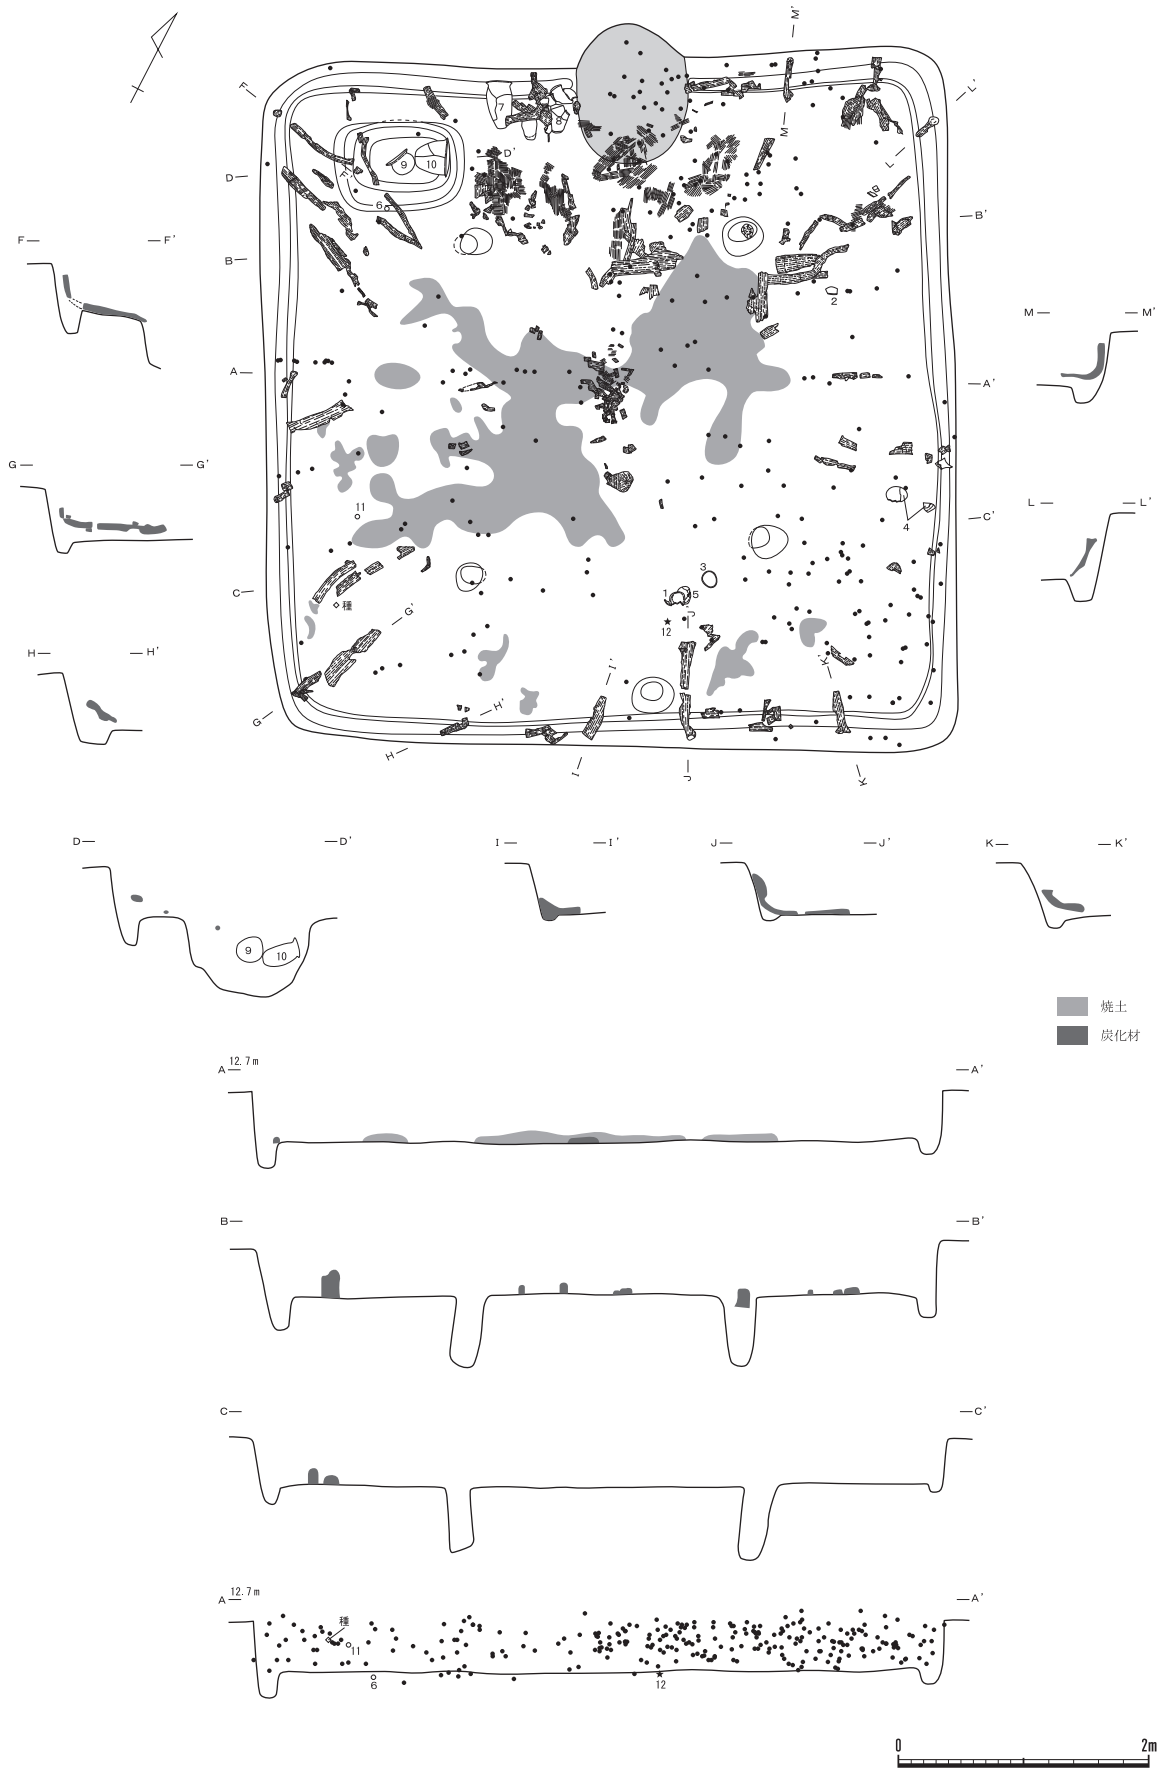 M'
F
L'
7
8
M
D'
L
D
9
10
F'
6
B'
F
F'
B
2
M
M'
A
A'
G
G'
11
4
L
L'
C'
3
C
1
5
種
12
J'
G'
H
H'
I'
K'
H'
G
H
I
J
K
D
D'
I
I'
J
J'
K
K'
9
10
焼土
炭化材
12.7m
A
A'
B
B'
C
C'
12.7m
A
A'
種
11
6
12
0
2m